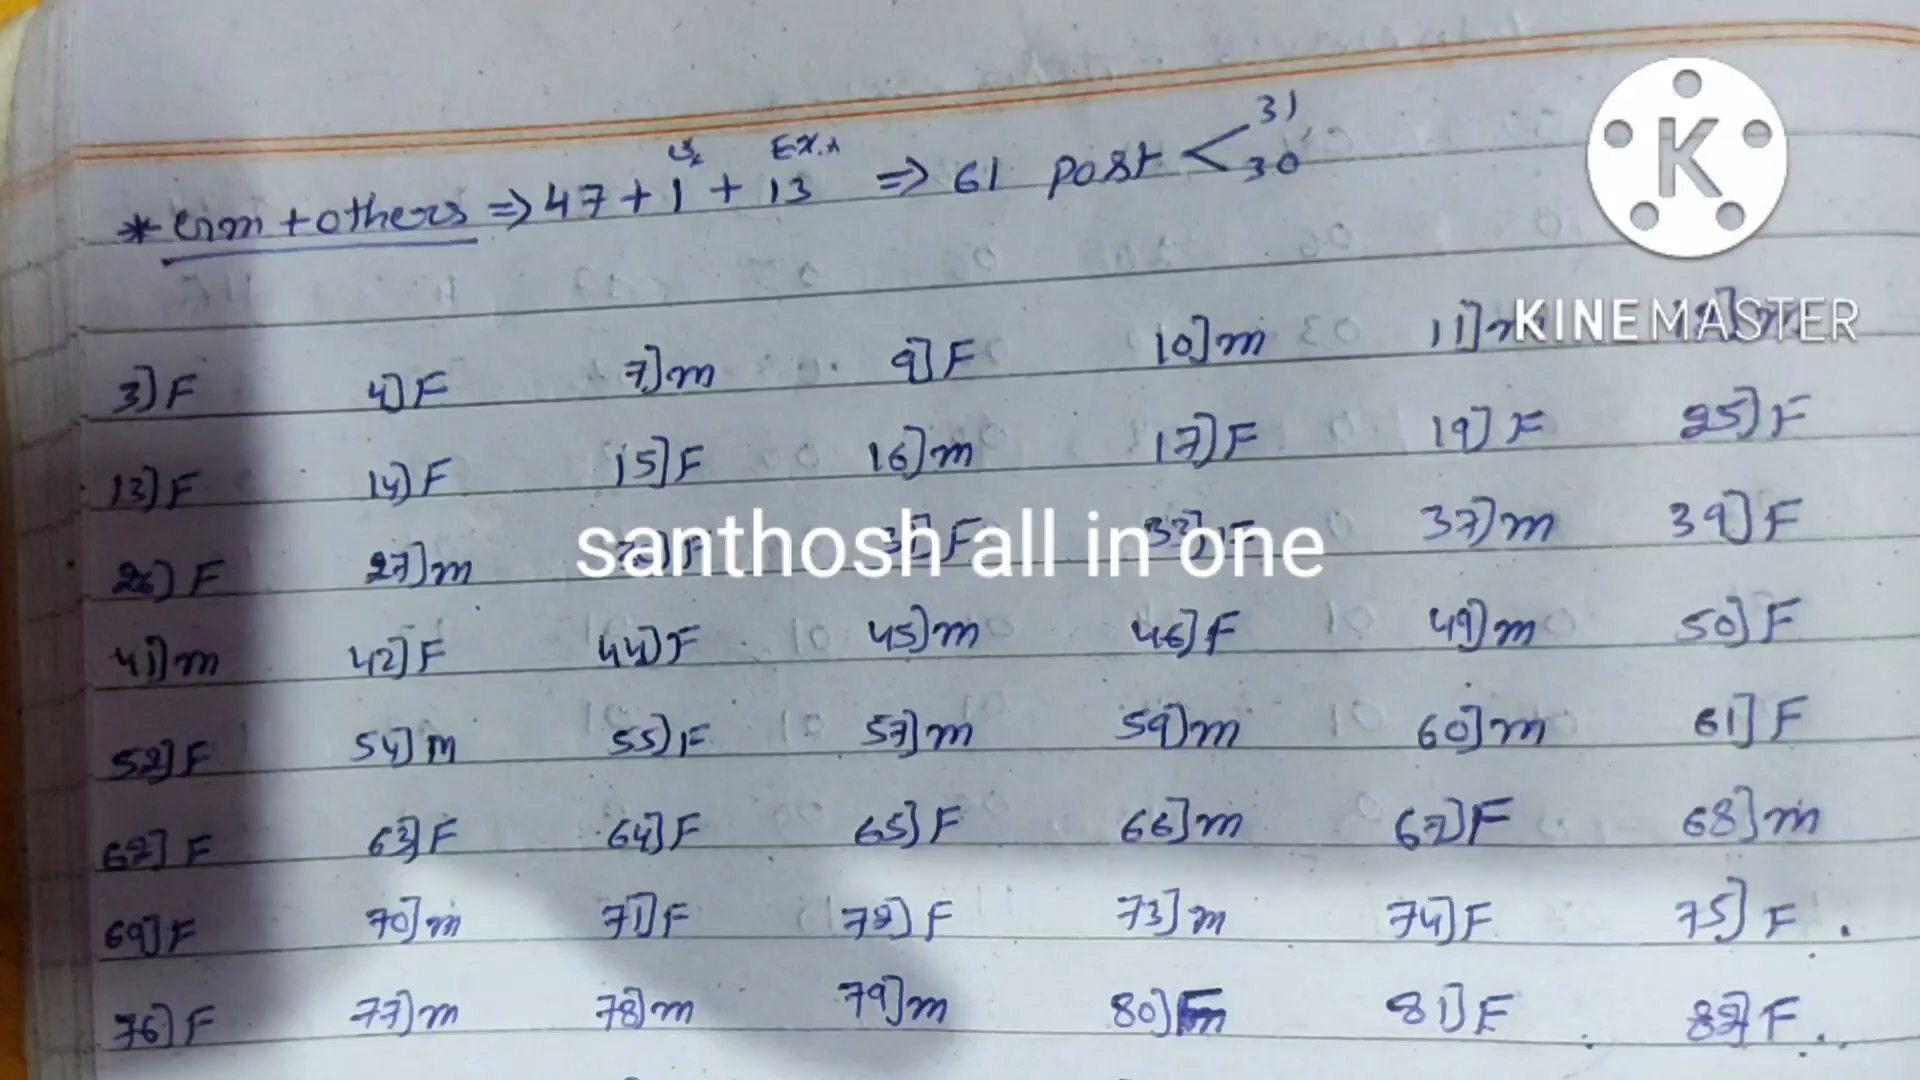 31
Ex.
* GM + others => 47 + 1 + 13 => 61 post < 30
3] F 4] F 7] m 9] F 10] m 11] m
KINEMASTER
13] F 14] F 15] F 16] m 17] F 19] F 25] F
26] F 27] m F F 37] m 39] F
santhosh all in one
41] m 42] F 44] F 45] m 46] F 49] m 50] F
52] F 54] m 55] F 57] m 59] m 60] m 61] F
62] F 63] F 64] F 65] F 66] m 67] F 68] m
69] F 70] m 71] F 72] F 73] m 74] F 75] F
76] F 77] m 78] m 79] m 80] 81] F 82] F